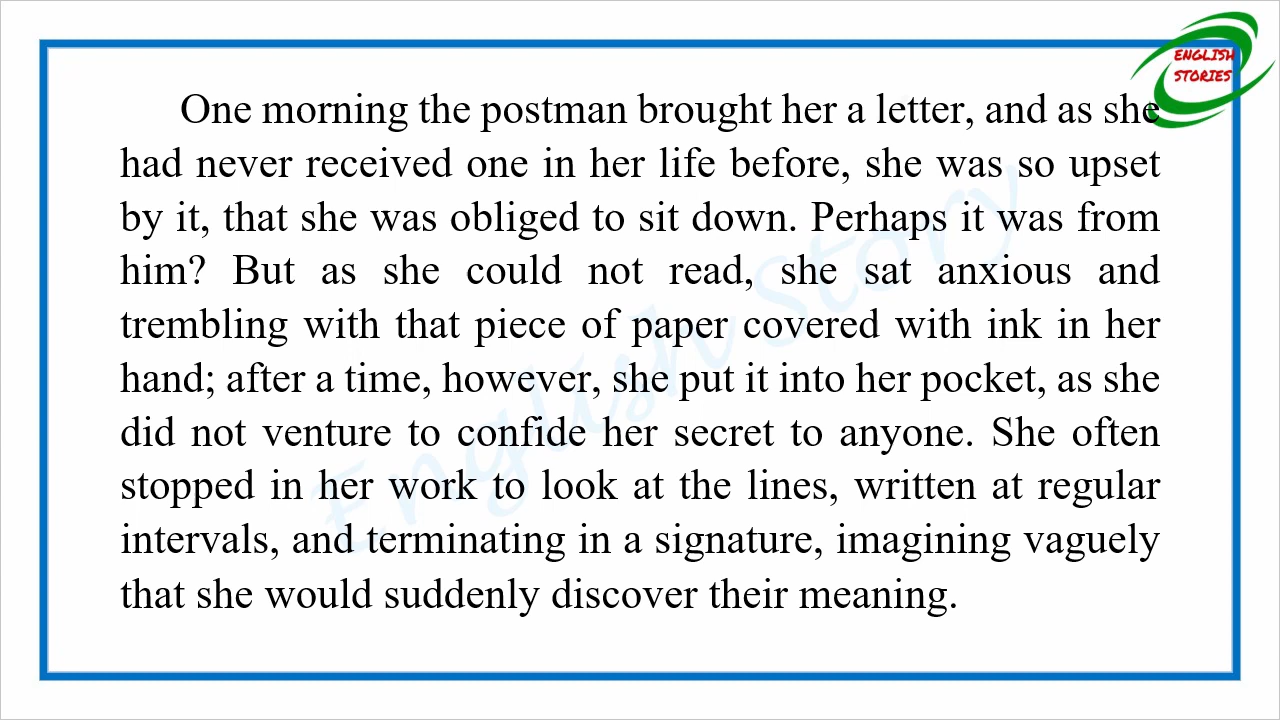 ENGLISH
STORIES
One morning the postman brought her a letter, and as she
had never received one in her life before, she was so upset
by it, that she was obliged to sit down. Perhaps it was from
him? But as she could not read, she sat anxious and
trembling with that piece of paper covered with ink in her
hand; after a time, however, she put it into her pocket, as she
did not venture to confide her secret to anyone. She often
stopped in her work to look at the lines, written at regular
intervals, and terminating in a signature, imagining vaguely
that she would suddenly discover their meaning.
English Story